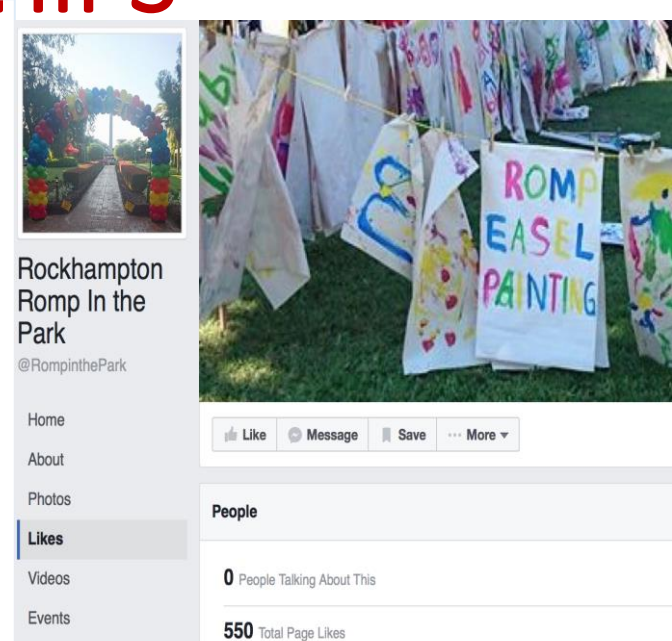 ROMP
EASEL
PAINTING
Rockhampton
Romp In the
Park
@RompinthePark
Home
About
Photos
Likes
Videos
Events
Like Message Save More
People
0 People Talking About This
550 Total Page Likes